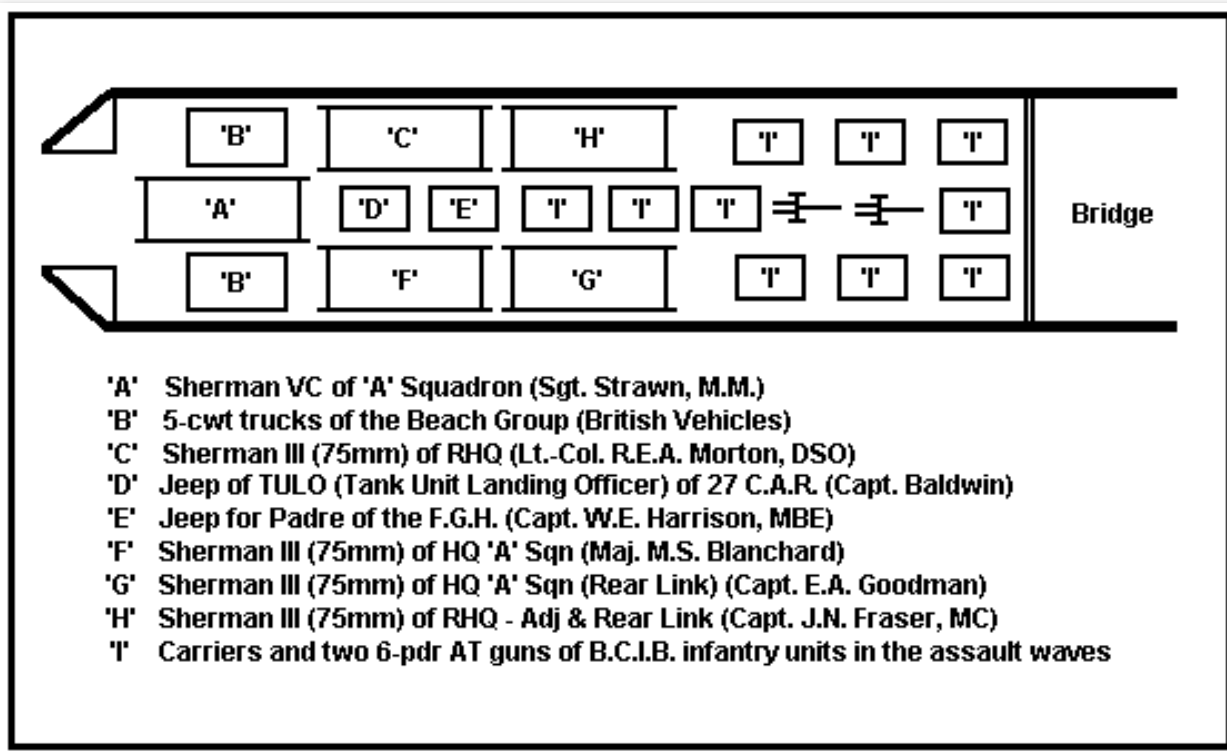 'B' 'C' 'H' 'I' 'I' 'I'
'A' 'D' 'E' 'I' 'I' 'I' 'I' Bridge
'B' 'F' 'G' 'I' 'I' 'I'
'A' Sherman VC of 'A' Squadron (Sgt. Strawn, M.M.)
'B' 5-cwt trucks of the Beach Group (British Vehicles)
'C' Sherman III (75mm) of RHQ (Lt.-Col. R.E.A. Morton, DSO)
'D' Jeep of TULO (Tank Unit Landing Officer) of 27 C.A.R. (Capt. Baldwin)
'E' Jeep for Padre of the F.G.H. (Capt. W.E. Harrison, MBE)
'F' Sherman III (75mm) of HQ 'A' Sqn (Maj. M.S. Blanchard)
'G' Sherman III (75mm) of HQ 'A' Sqn (Rear Link) (Capt. E.A. Goodman)
'H' Sherman III (75mm) of RHQ - Adj & Rear Link (Capt. J.N. Fraser, MC)
'I' Carriers and two 6-pdr AT guns of B.C.I.B. infantry units in the assault waves